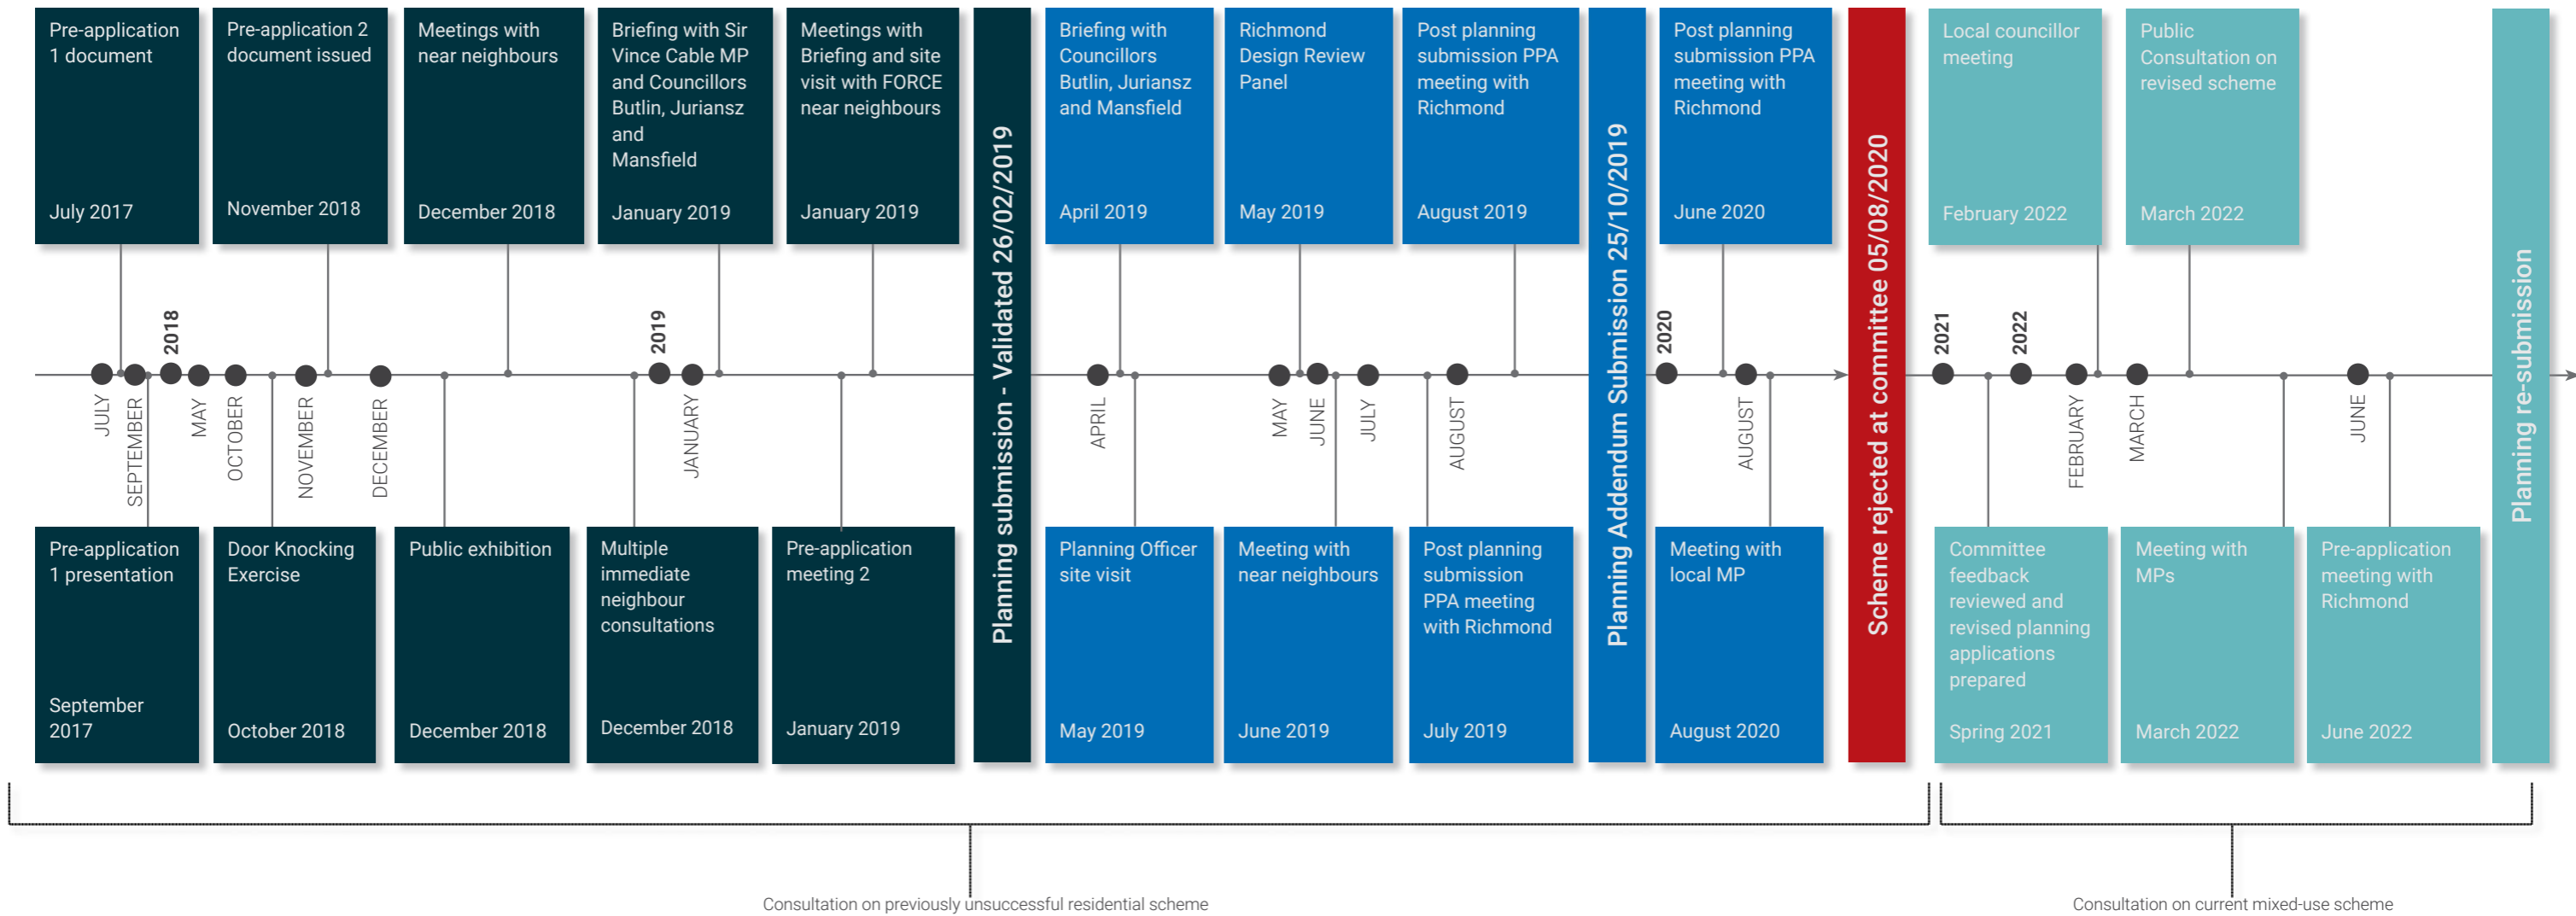 Pre-application
1 document
July 2017
Pre-application 2
document issued
November 2018
Meetings with
near neighbours
December 2018
Briefing with Sir
Vince Cable MP
and Councillors
Butlin, Juriansz
and
Mansfield
January 2019
Meetings with
Briefing and site
visit with FORCE
near neighbours
January 2019
Planning submission - Validated 26/02/2019
Briefing with
Councillors
Butlin, Juriansz
and Mansfield
April 2019
Richmond
Design Review
Panel
May 2019
Post planning
submission PPA
meeting with
Richmond
August 2019
Planning Addendum Submission 25/10/2019
Post planning
submission PPA
meeting with
Richmond
June 2020
Scheme rejected at committee 05/08/2020
Local councillor
meeting
February 2022
Public
Consultation on
revised scheme
March 2022
Planning re-submission
JULY
SEPTEMBER
2018
MAY
OCTOBER
NOVEMBER
DECEMBER
2019
JANUARY
APRIL
MAY
JUNE
JULY
AUGUST
2020
AUGUST
2021
2022
FEBRUARY
MARCH
JUNE
Pre-application
1 presentation
September
2017
Door Knocking
Exercise
October 2018
Public exhibition
December 2018
Multiple
immediate
neighbour
consultations
December 2018
Pre-application
meeting 2
January 2019
Planning Officer
site visit
May 2019
Meeting with
near neighbours
June 2019
Post planning
submission
PPA meeting
with Richmond
July 2019
Meeting with
local MP
August 2020
Committee
feedback
reviewed and
revised planning
applications
prepared
Spring 2021
Meeting with
MPs
March 2022
Pre-application
meeting with
Richmond
June 2022
Consultation on previously unsuccessful residential scheme
Consultation on current mixed-use scheme